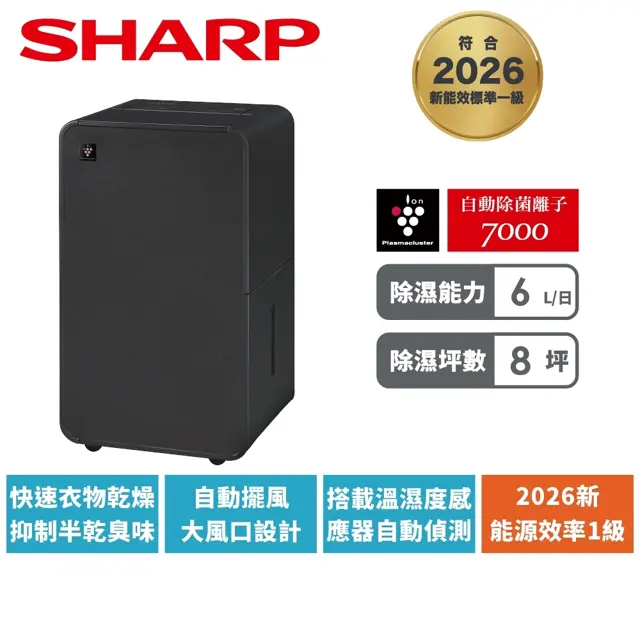 SHARP
符合
2026
新能效標準一級
Ion
Plasmacluster
自動除菌離子
7000
除濕能力 6 L/日
除濕坪數 8 坪
快速衣物乾燥
抑制半乾臭味
自動擺風
大風口設計
搭載溫濕度感
應器自動偵測
2026新
能源效率1級